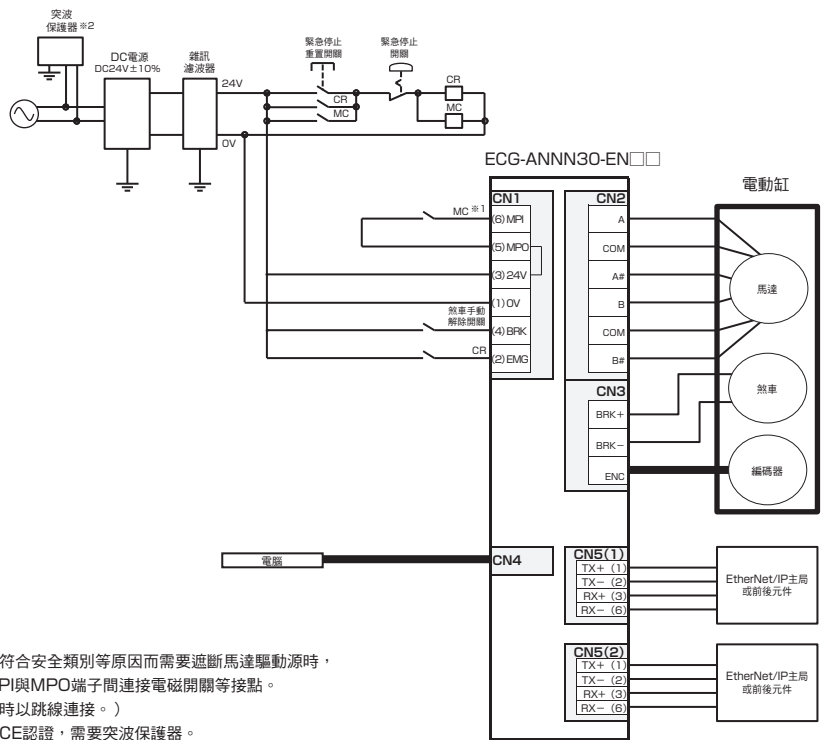 突波
保護器※2
DC電源
DC24V±10%
雜訊
濾波器
24V
0V
緊急停止
重置開關
緊急停止
開關
CR
MC
CR
MC
ECG-ANNN30-EN□□
電動缸
CN1
MC ※1
(6)MPI
(5)MPO
(3)24V
(1)0V
煞車手動
解除開關
(4)BRK
CR
(2)EMG
CN2
A
COM
A#
B
COM
B#
馬達
CN3
BRK+
BRK−
ENC
煞車
編碼器
電腦
CN4
CN5(1)
TX+ (1)
TX− (2)
RX+ (3)
RX− (6)
EtherNet/IP主局
或前後元件
CN5(2)
TX+ (1)
TX− (2)
RX+ (3)
RX− (6)
EtherNet/IP主局
或前後元件
符合安全類別等原因而需要遮斷馬達驅動源時，
PI與MPO端子間連接電磁開關等接點。
時以跳線連接。）
CE認證，需要突波保護器。